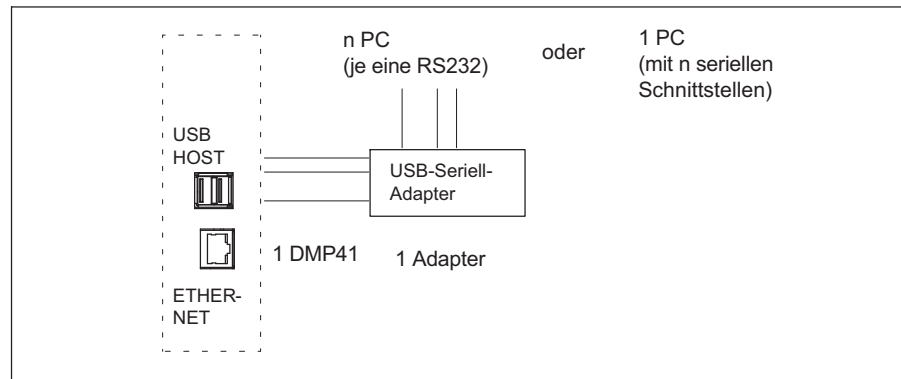 n PC
(je eine RS232)
oder
1 PC
(mit n seriellen
Schnittstellen)
USB
HOST
USB-Seriell-
Adapter
1 DMP41
1 Adapter
ETHER-
NET